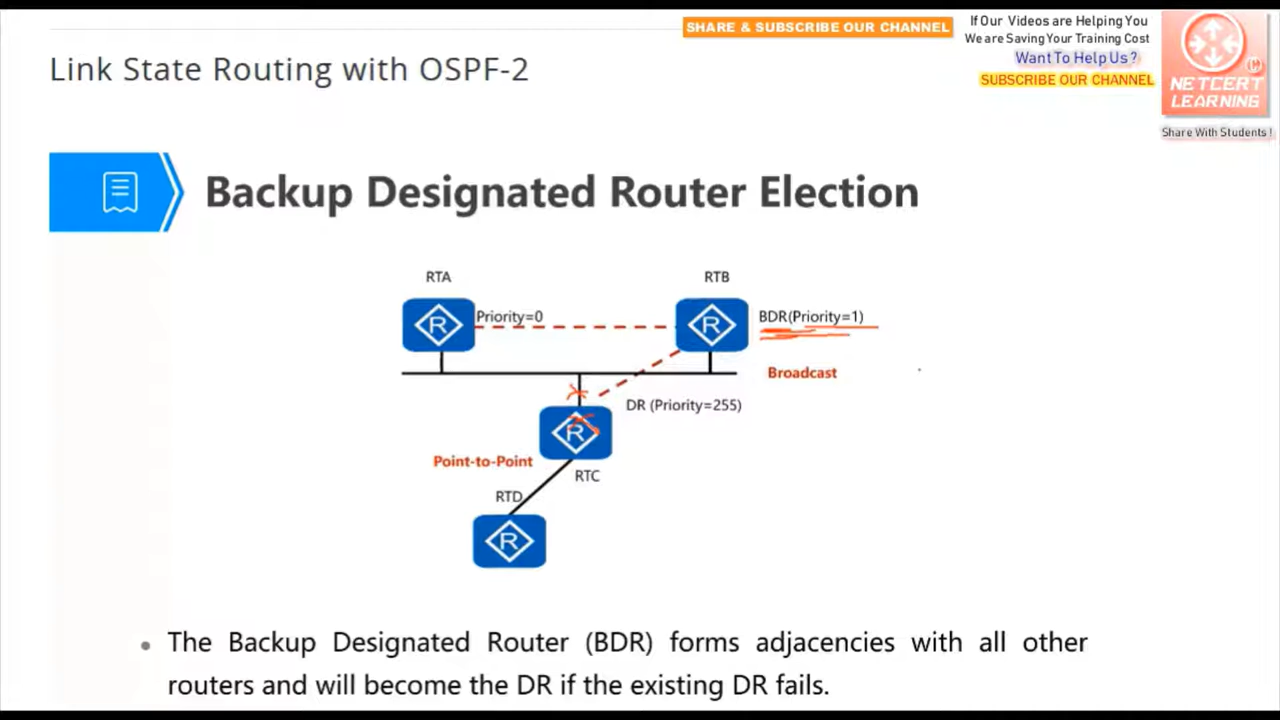 SHARE & SUBSCRIBE OUR CHANNEL
If Our Videos are Helping You
We are Saving Your Training Cost
Want To Help Us ?
SUBSCRIBE OUR CHANNEL
NETCERT
LEARNING
Share With Students !
Link State Routing with OSPF-2
Backup Designated Router Election
RTA
RTB
R
Priority=0
R
BDR(Priority=1)
Broadcast
DR (Priority=255)
R
Point-to-Point
RTC
RTD
R
• The Backup Designated Router (BDR) forms adjacencies with all other
routers and will become the DR if the existing DR fails.